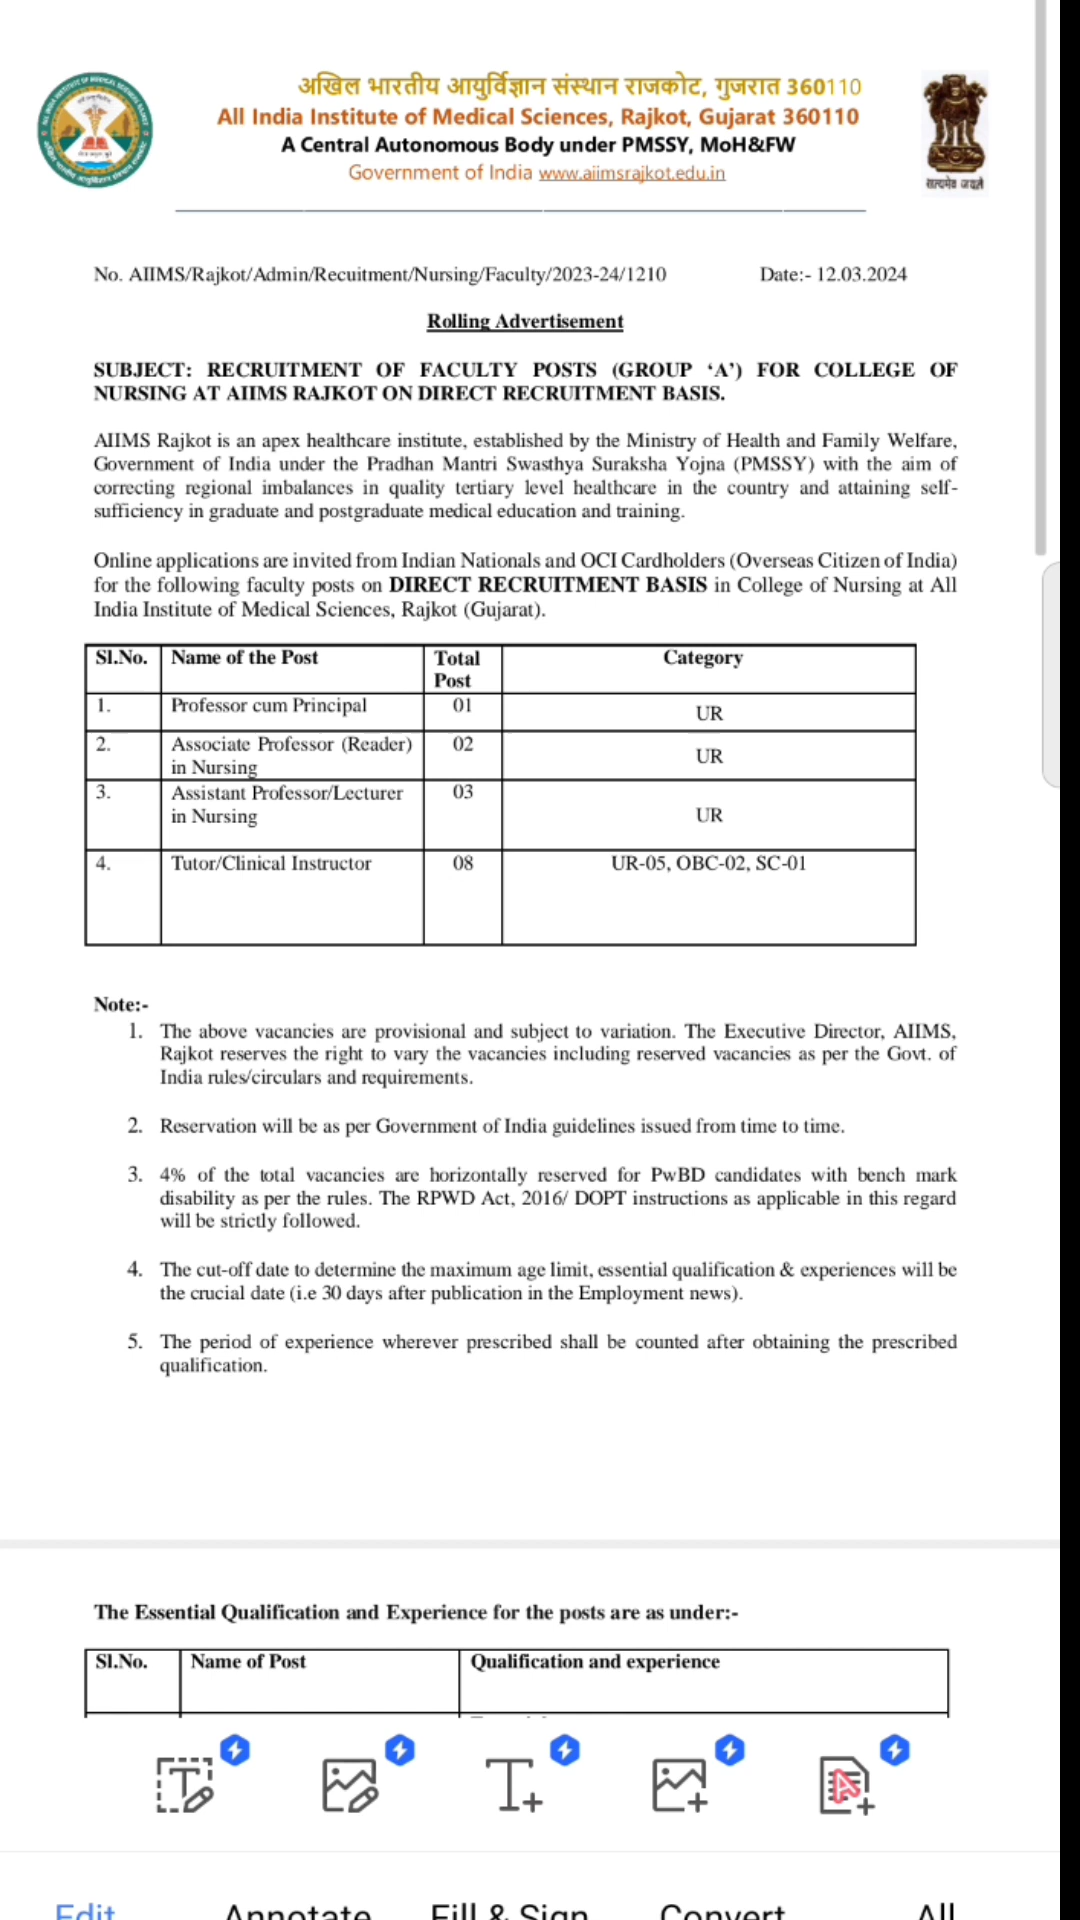 अखिल भारतीय आयुर्विज्ञान संस्थान राजकोट, गुजरात 360110
All India Institute of Medical Sciences, Rajkot, Gujarat 360110
A Central Autonomous Body under PMSSY, MoH&FW
Government of India www.aiimsrajkot.edu.in
सत्यमेव जयते
No. AIIMS/Rajkot/Admin/Recuitment/Nursing/Faculty/2023-24/1210 Date:- 12.03.2024
Rolling Advertisement
SUBJECT: RECRUITMENT OF FACULTY POSTS (GROUP ‘A’) FOR COLLEGE OF
NURSING AT AIIMS RAJKOT ON DIRECT RECRUITMENT BASIS.
AIIMS Rajkot is an apex healthcare institute, established by the Ministry of Health and Family Welfare,
Government of India under the Pradhan Mantri Swasthya Suraksha Yojna (PMSSY) with the aim of
correcting regional imbalances in quality tertiary level healthcare in the country and attaining self-
sufficiency in graduate and postgraduate medical education and training.
Online applications are invited from Indian Nationals and OCI Cardholders (Overseas Citizen of India)
for the following faculty posts on DIRECT RECRUITMENT BASIS in College of Nursing at All
India Institute of Medical Sciences, Rajkot (Gujarat).
Sl.No. Name of the Post Total Post Category
1. Professor cum Principal 01 UR
2. Associate Professor (Reader) in Nursing 02 UR
3. Assistant Professor/Lecturer in Nursing 03 UR
4. Tutor/Clinical Instructor 08 UR-05, OBC-02, SC-01
Note:-
1. The above vacancies are provisional and subject to variation. The Executive Director, AIIMS,
Rajkot reserves the right to vary the vacancies including reserved vacancies as per the Govt. of
India rules/circulars and requirements.
2. Reservation will be as per Government of India guidelines issued from time to time.
3. 4% of the total vacancies are horizontally reserved for PwBD candidates with bench mark
disability as per the rules. The RPWD Act, 2016/ DOPT instructions as applicable in this regard
will be strictly followed.
4. The cut-off date to determine the maximum age limit, essential qualification & experiences will be
the crucial date (i.e 30 days after publication in the Employment news).
5. The period of experience wherever prescribed shall be counted after obtaining the prescribed
qualification.
The Essential Qualification and Experience for the posts are as under:-
Sl.No. Name of Post Qualification and experience
Edit Annotate Fill & Sign Convert All